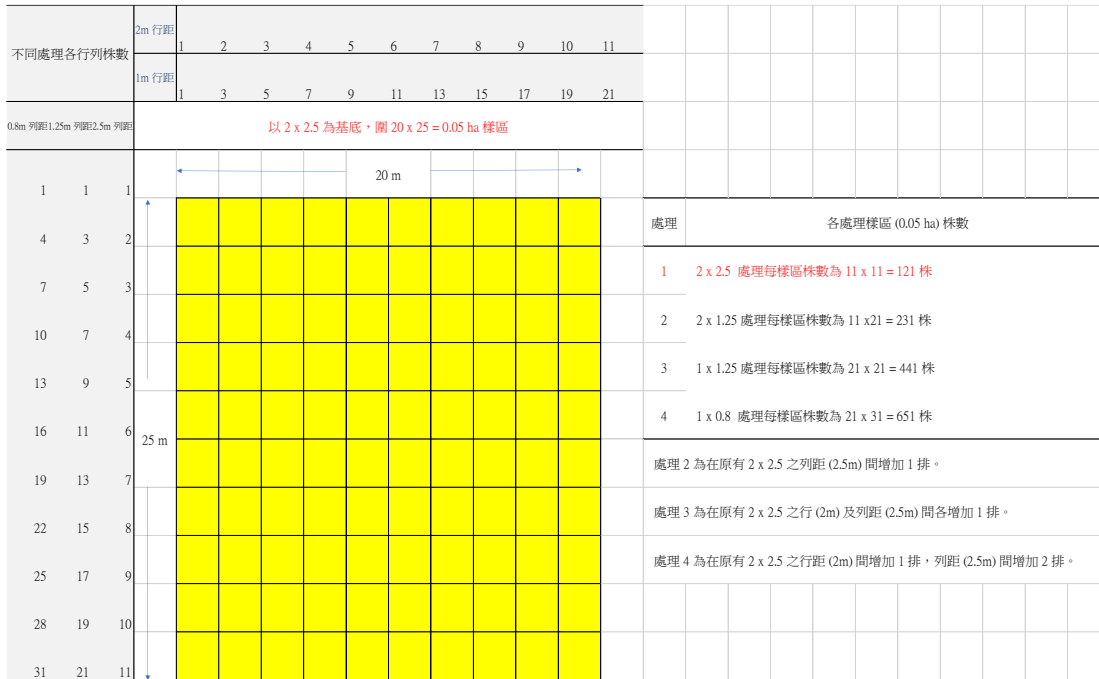 不同處理各行列株數
2m 行距
1 2 3 4 5 6 7 8 9 10 11
1m 行距
1 3 5 7 9 11 13 15 17 19 21
0.8m 列距1.25m 列距2.5m 列距
以 2 x 2.5 為基底，圍 20 x 25 = 0.05 ha 樣區
20 m
1 1 1
4 3 2
7 5 3
10 7 4
13 9 5
16 11 6
25 m
19 13 7
22 15 8
25 17 9
28 19 10
31 21 11
處理 各處理樣區 (0.05 ha) 株數
1 2 x 2.5 處理每樣區株數為 11 x 11 = 121 株
2 2 x 1.25 處理每樣區株數為 11 x21 = 231 株
3 1 x 1.25 處理每樣區株數為 21 x 21 = 441 株
4 1 x 0.8 處理每樣區株數為 21 x 31 = 651 株
處理 2 為在原有 2 x 2.5 之列距 (2.5m) 間增加 1 排。
處理 3 為在原有 2 x 2.5 之行 (2m) 及列距 (2.5m) 間各增加 1 排。
處理 4 為在原有 2 x 2.5 之行距 (2m) 間增加 1 排，列距 (2.5m) 間增加 2 排。